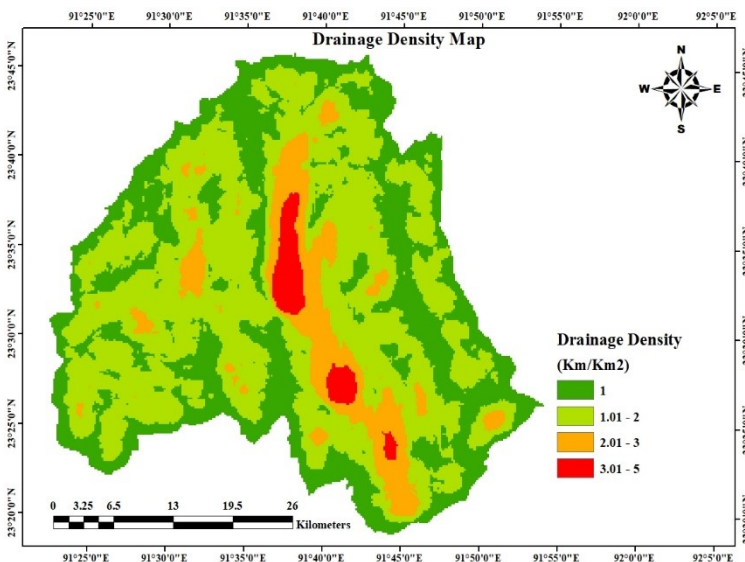 91°25'0"E 91°30'0"E 91°35'0"E 91°40'0"E 91°45'0"E 91°50'0"E 91°55'0"E 92°0'0"E 92°5'0"E
Drainage Density Map
N
W E
S
23°45'0"N
23°40'0"N
23°35'0"N
23°30'0"N
23°25'0"N
23°20'0"N
Drainage Density
(Km/Km2)
1
1.01 - 2
2.01 - 3
3.01 - 5
0 3.25 6.5 13 19.5 26
Kilometers
91°25'0"E 91°30'0"E 91°35'0"E 91°40'0"E 91°45'0"E 91°50'0"E 91°55'0"E 92°0'0"E 92°5'0"E